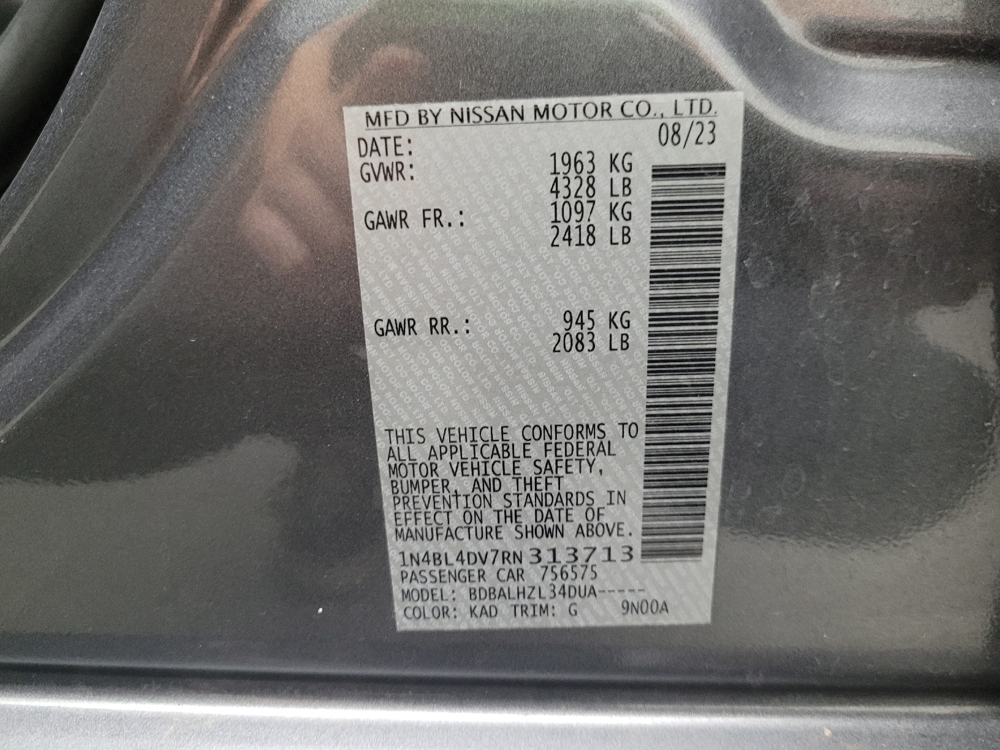 MFD BY NISSAN MOTOR CO., LTD.
DATE: 08/23
GVWR: 1963 KG
4328 LB
GAWR FR.: 1097 KG
2418 LB
GAWR RR.: 945 KG
2083 LB
THIS VEHICLE CONFORMS TO
ALL APPLICABLE FEDERAL
MOTOR VEHICLE SAFETY,
BUMPER, AND THEFT
PREVENTION STANDARDS IN
EFFECT ON THE DATE OF
MANUFACTURE SHOWN ABOVE.
1N4BL4DV7RN313713
PASSENGER CAR 756575
MODEL: BDBALHZL34DUA-----
COLOR: KAD TRIM: G 9N00A